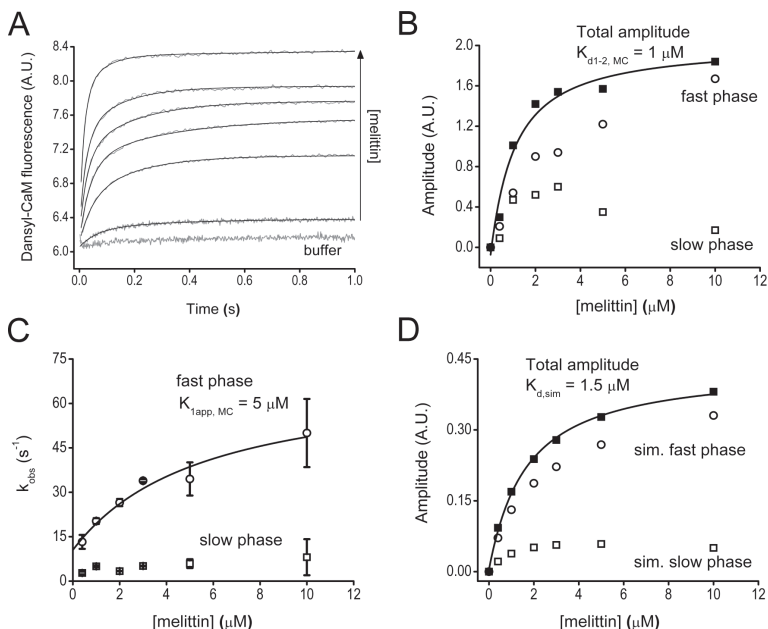 A
8.4
8.0
7.6
7.2
6.8
6.4
6.0
Dansyl-CaM fluorescence (A.U.)
[melittin]
buffer
0.0 0.2 0.4 0.6 0.8 1.0
Time (s)
B
Total amplitude
Kd1-2, MC = 1 μM
fast phase
slow phase
2.0
1.6
1.2
0.8
0.4
0.0
Amplitude (A.U.)
0 2 4 6 8 10 12
[melittin] (μM)
C
75
60
45
30
15
0
kobs (s-1)
fast phase
K1app, MC = 5 μM
slow phase
0 2 4 6 8 10 12
[melittin] (μM)
D
0.45
0.30
0.15
0.00
Amplitude (A.U.)
Total amplitude
Kd,sim = 1.5 μM
sim. fast phase
sim. slow phase
0 2 4 6 8 10 12
[melittin] (μM)